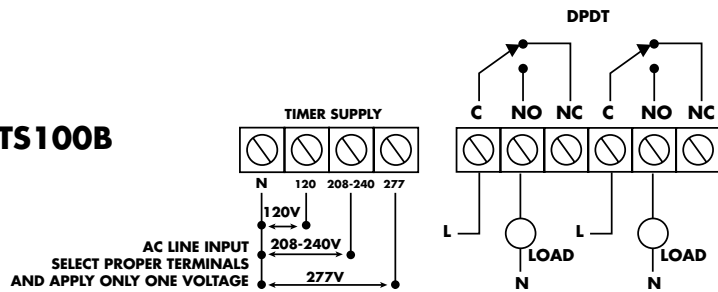 DPDT
TIMER SUPPLY
C NO NC C NO NC
TS100B
N 120 208-240 277
120V
L L
AC LINE INPUT 208-240V
LOAD LOAD
SELECT PROPER TERMINALS
AND APPLY ONLY ONE VOLTAGE 277V
N N